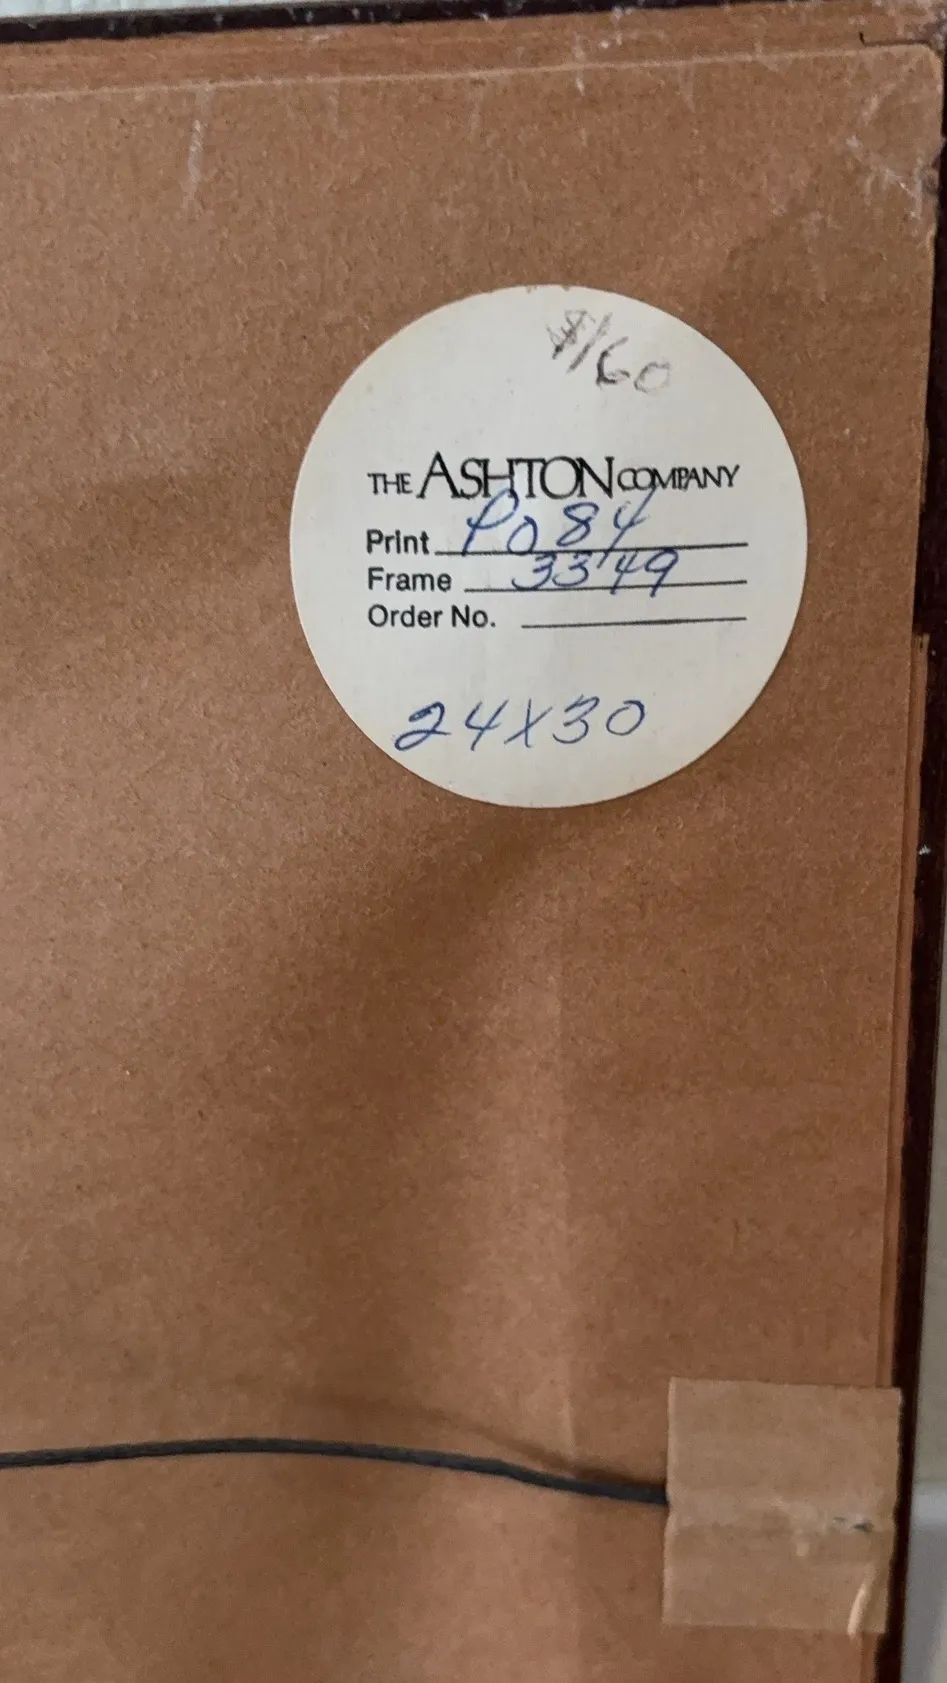 $160
THE ASHTON COMPANY
Print P084
Frame 3349
Order No.
24X30